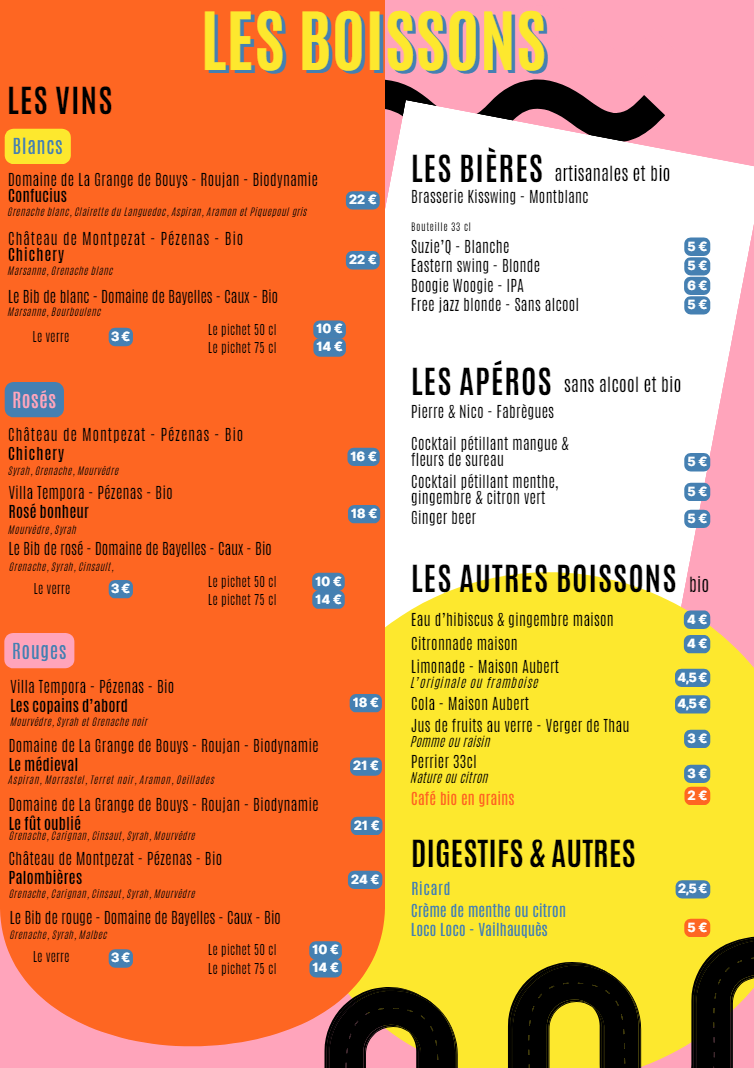 LES BOISSONS
LES VINS
Blancs
Domaine de La Grange de Bouys - Roujan - Biodynamie
Confucius
22 €
Grenache blanc, Clairette du Languedoc, Aspiran, Aramon et Piquepoul gris
Château de Montpezat - Pézenas - Bio
Chichery
22 €
Marsanne, Grenache blanc
Le Bib de blanc - Domaine de Bayelles - Caux - Bio
Marsanne, Bourboulenc
Le verre 3 € Le pichet 50 cl 10 €
Le pichet 75 cl 14 €
Rosés
Château de Montpezat - Pézenas - Bio
Chichery 16 €
Syrah, Grenache, Mourvèdre
Villa Tempora - Pézenas - Bio
Rosé bonheur 18 €
Mourvèdre, Syrah
Le Bib de rosé - Domaine de Bayelles - Caux - Bio
Grenache, Syrah, Cinsault,
Le verre 3 € Le pichet 50 cl 10 €
Le pichet 75 cl 14 €
Rouges
Villa Tempora - Pézenas - Bio
Les copains d'abord 18 €
Mourvèdre, Syrah et Grenache noir
Domaine de La Grange de Bouys - Roujan - Biodynamie
Le médieval 21 €
Aspiran, Morrastel, Terret noir, Aramon, Oeillades
Domaine de La Grange de Bouys - Roujan - Biodynamie
Le fût oublié 21 €
Grenache, Carignan, Cinsaut, Syrah, Mourvèdre
Château de Montpezat - Pézenas - Bio
Palombières 24 €
Grenache, Carignan, Cinsaut, Syrah, Mourvèdre
Le Bib de rouge - Domaine de Bayelles - Caux - Bio
Grenache, Syrah, Malbec
Le verre 3 € Le pichet 50 cl 10 €
Le pichet 75 cl 14 €
LES BIÈRES artisanales et bio
Brasserie Kisswing - Montblanc
Bouteille 33 cl
Suzie'Q - Blanche 5 €
Eastern swing - Blonde 5 €
Boogie Woogie - IPA 6 €
Free jazz blonde - Sans alcool 5 €
LES APÉROS sans alcool et bio
Pierre & Nico - Fabrègues
Cocktail pétillant mangue &
fleurs de sureau 5 €
Cocktail pétillant menthe,
gingembre & citron vert 5 €
Ginger beer 5 €
LES AUTRES BOISSONS bio
Eau d'hibiscus & gingembre maison 4 €
Citronnade maison 4 €
Limonade - Maison Aubert
L'originale ou framboise 4,5 €
Cola - Maison Aubert 4,5 €
Jus de fruits au verre - Verger de Thau
Pomme ou raisin 3 €
Perrier 33cl
Nature ou citron 3 €
Café bio en grains 2 €
DIGESTIFS & AUTRES
Ricard 2,5 €
Crème de menthe ou citron
Loco Loco - Vailhauquès 5 €